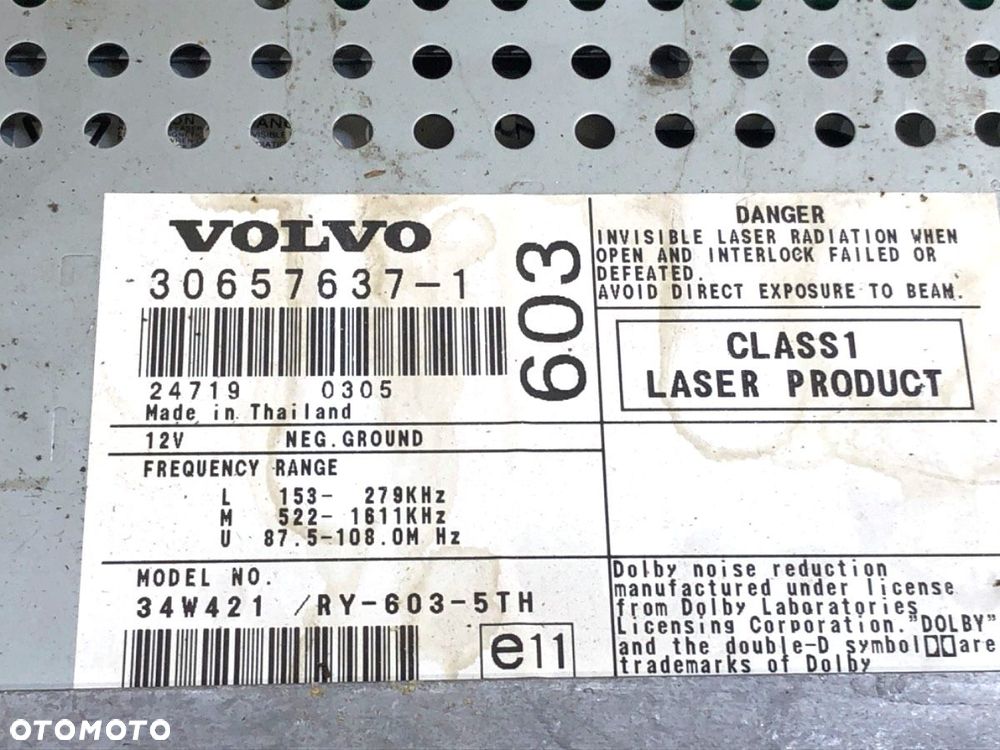 VOLVO
30657637-1
24719 0305
Made in Thailand
603
12V NEG.GROUND
FREQUENCY RANGE
L 153- 279KHz
M 522- 1611KHz
U 87.5-108.0M Hz
MODEL NO.
34W421 /RY-603-5TH
e11
DANGER
INVISIBLE LASER RADIATION WHEN
OPEN AND INTERLOCK FAILED OR
DEFEATED.
AVOID DIRECT EXPOSURE TO BEAM.
CLASS1
LASER PRODUCT
Dolby noise reduction
manufactured under license
from Dolby Laboratories
Licensing Corporation."DOLBY"
and the double-D symbol are
trademarks of Dolby
OTOMOTO